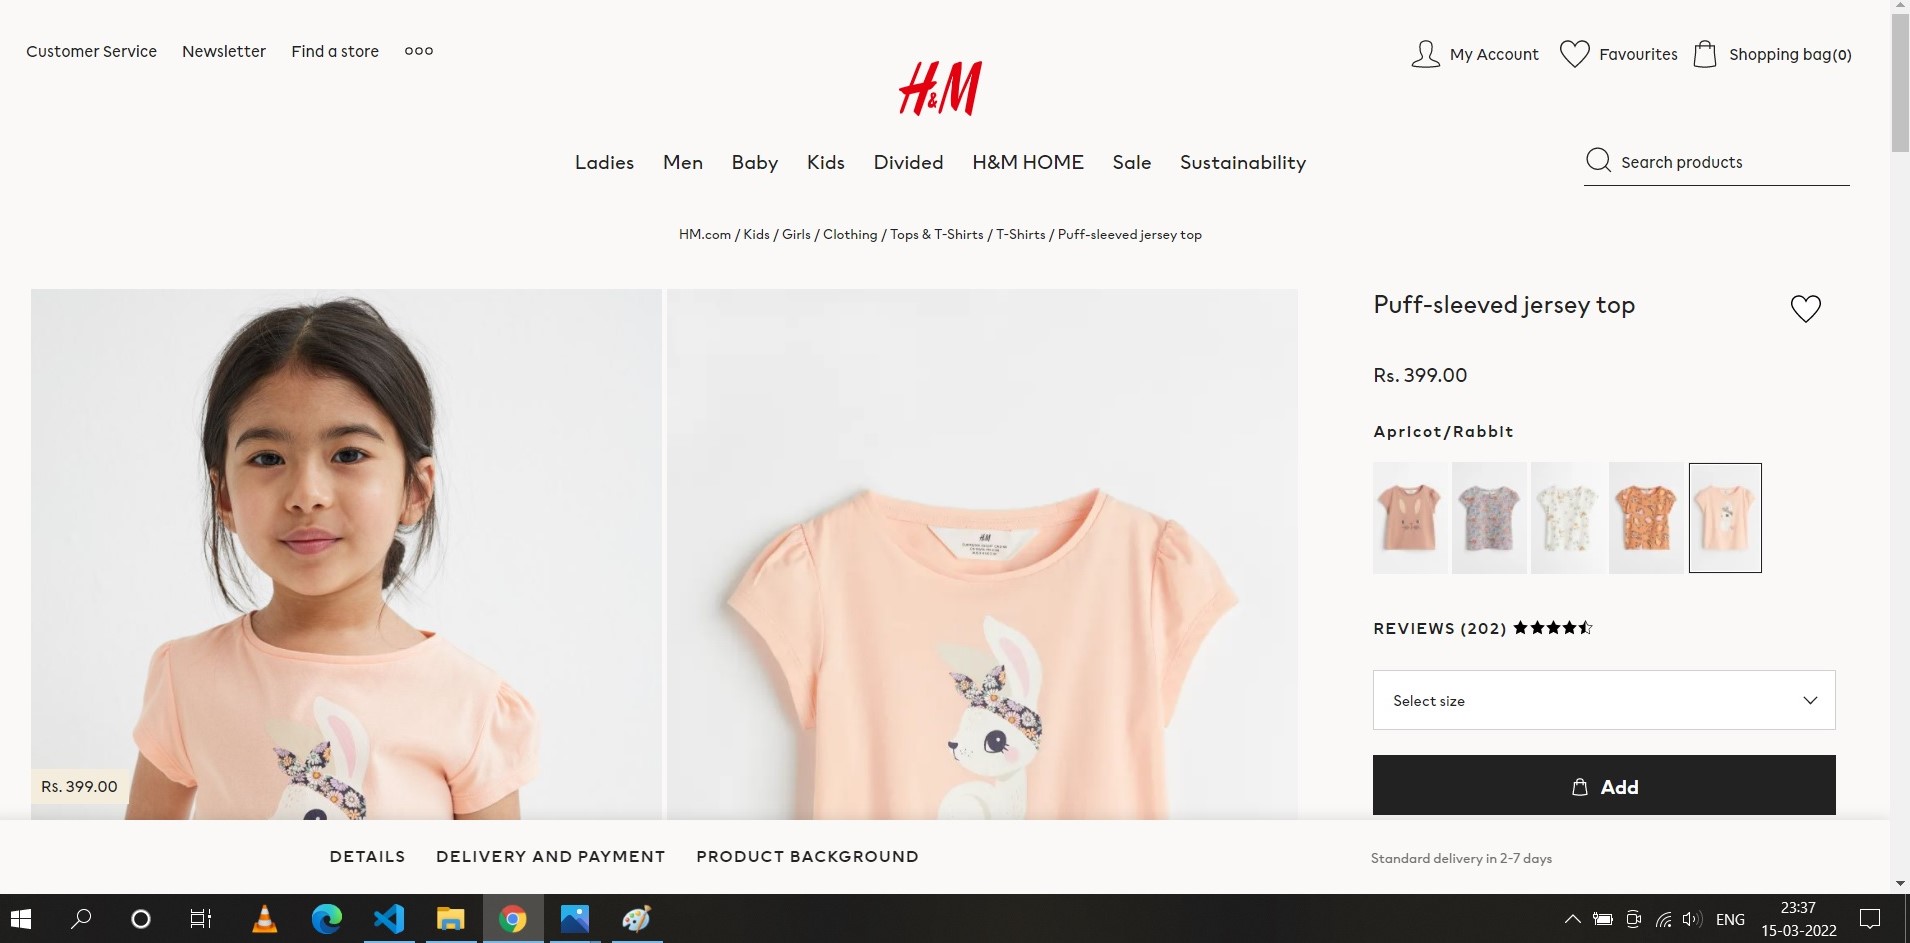 Customer Service Newsletter Find a store
My Account Favourites Shopping bag(0)
H&M
Ladies Men Baby Kids Divided H&M HOME Sale Sustainability
Search products
HM.com / Kids / Girls / Clothing / Tops & T-Shirts / T-Shirts / Puff-sleeved jersey top
Puff-sleeved jersey top
Rs. 399.00
Apricot/Rabbit
H&M
REVIEWS (202)
Select size
Add
Rs. 399.00
DETAILS DELIVERY AND PAYMENT PRODUCT BACKGROUND
Standard delivery in 2-7 days
ENG
23:37
15-03-2022